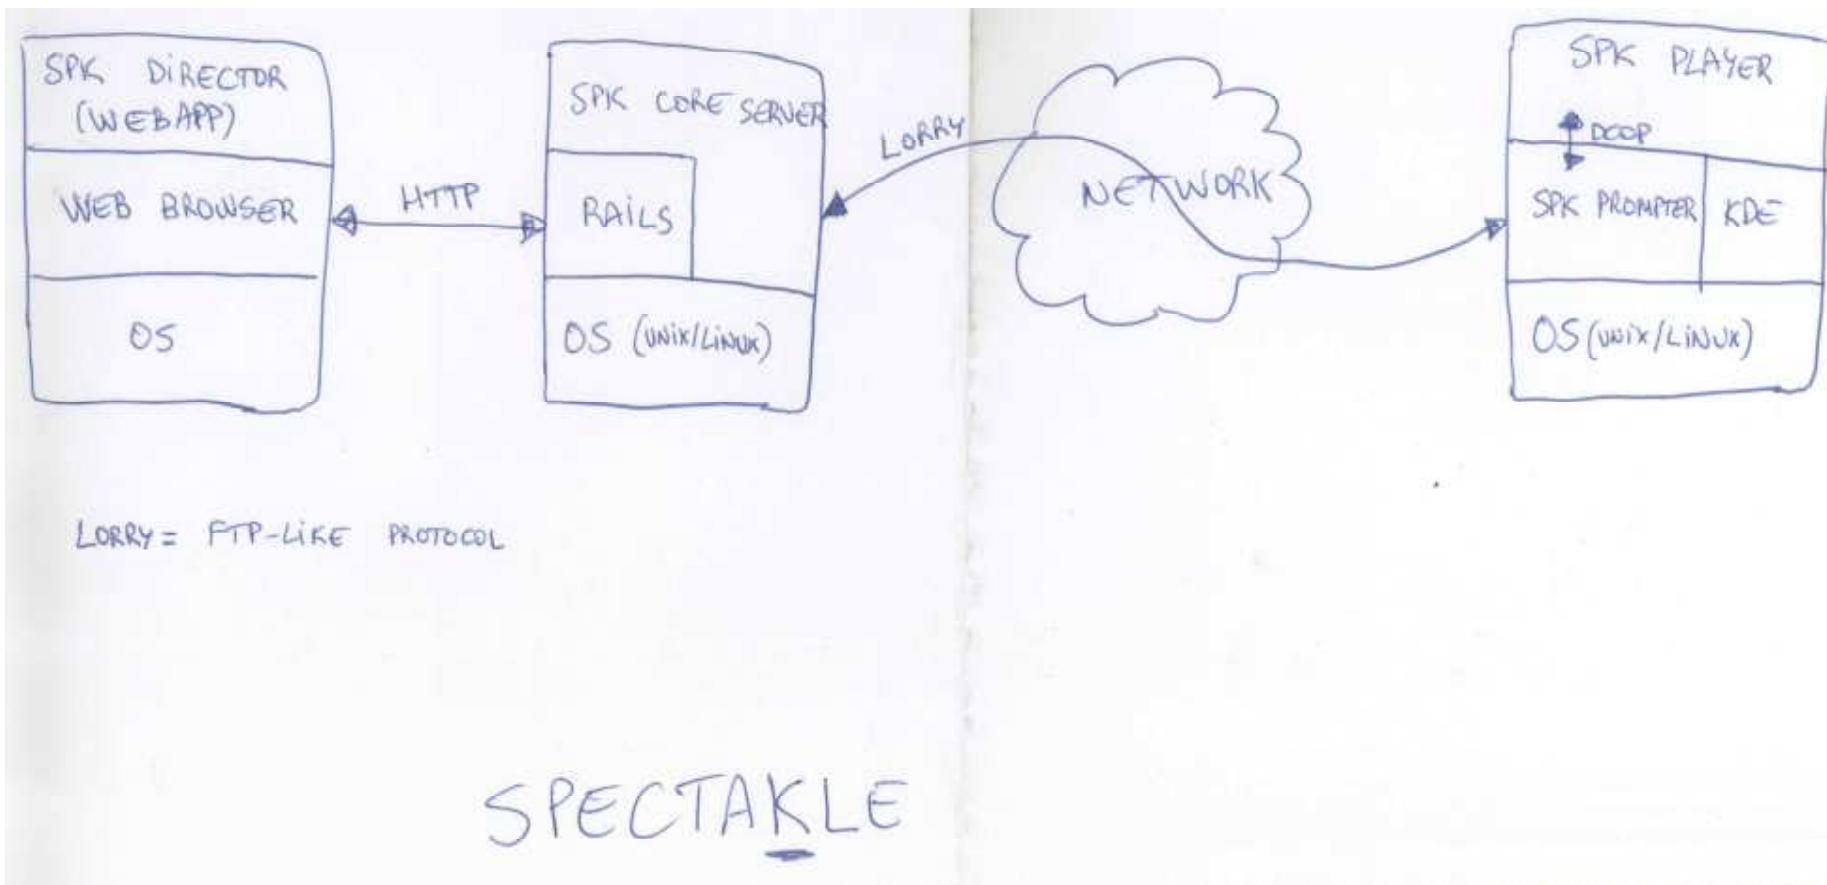 SPK DIRECTOR
(WEBAPP)
WEB BROWSER
OS
HTTP
SPK CORE SERVER
RAILS
OS (UNIX/LINUX)
LORRY
NETWORK
SPK PLAYER
DCOP
SPK PROMPTER
KDE
OS (UNIX/LINUX)
LORRY = FTP-LIKE PROTOCOL
SPECTAKLE